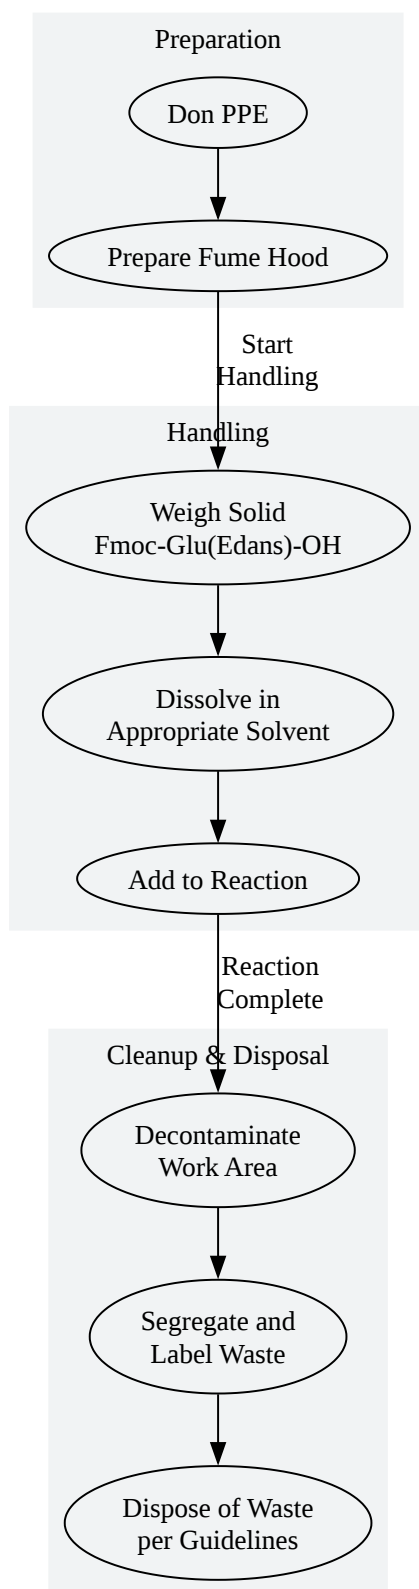 Preparation
Don PPE
Prepare Fume Hood
Start
Handling
Handling
Weigh Solid
Fmoc-Glu(Edans)-OH
Dissolve in
Appropriate Solvent
Add to Reaction
Reaction
Complete
Cleanup & Disposal
Decontaminate
Work Area
Segregate and
Label Waste
Dispose of Waste
per Guidelines